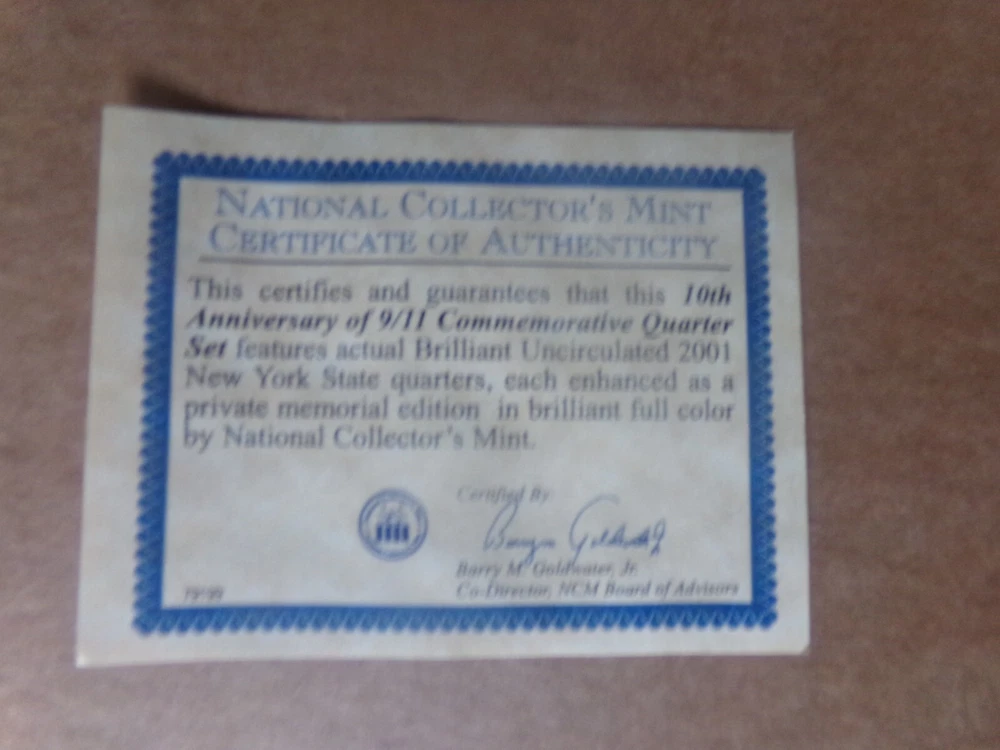 NATIONAL COLLECTOR'S MINT
CERTIFICATE OF AUTHENTICITY
This certifies and guarantees that this 10th
Anniversary of 9/11 Commemorative Quarter
Set features actual Brilliant Uncirculated 2001
New York State quarters, each enhanced as a
private memorial edition in brilliant full color
by National Collector's Mint.
Certified By
Barry M. Goldwater, Jr.
Co-Director, NCM Board of Advisors